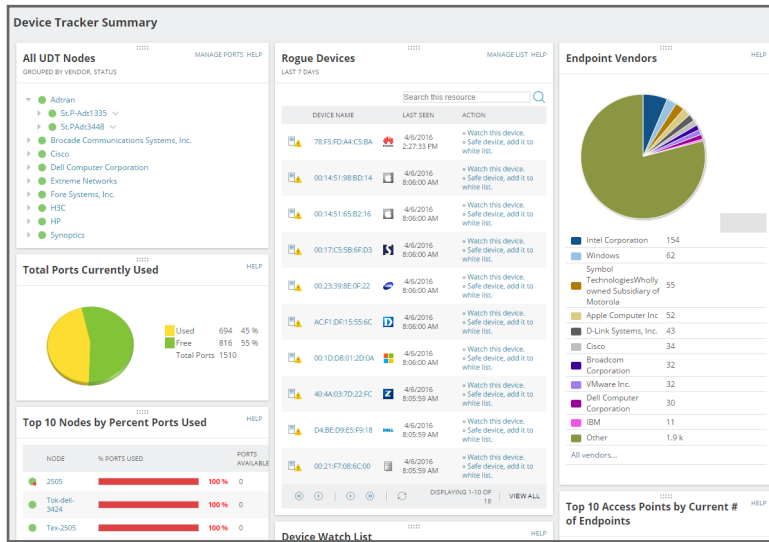 Device Tracker Summary
All UDT Nodes
MANAGE PORTS HELP
GROUPED BY VENDOR, STATUS
Adtran
St.P-Adt1335
St.PAdt3448
Brocade Communications Systems, Inc.
Cisco
Dell Computer Corporation
Extreme Networks
Fore Systems, Inc.
H3C
HP
Synoptics
Total Ports Currently Used
HELP
Used 694 45 %
Free 816 55 %
Total Ports 1510
Top 10 Nodes by Percent Ports Used
HELP
NODE % PORTS USED PORTS AVAILABLE
2505 100 % 0
Tok-dell-
3424 100 % 0
Tex-2505 100 % 0
Rogue Devices
MANAGE LIST HELP
LAST 7 DAYS
Search this resource
DEVICE NAME LAST SEEN ACTION
78:F5:FD:A4:C5:BA 4/6/2016 2:27:33 PM
» Watch this device.
» Safe device, add it to
white list.
00:14:51:98:BD:14 4/6/2016 8:06:00 AM
» Watch this device.
» Safe device, add it to
white list.
00:14:51:65:B2:16 4/6/2016 8:06:00 AM
» Watch this device.
» Safe device, add it to
white list.
00:17:C5:5B:6F:D3 4/6/2016 8:06:00 AM
» Watch this device.
» Safe device, add it to
white list.
00:23:39:8E:0F:22 4/6/2016 8:06:00 AM
» Watch this device.
» Safe device, add it to
white list.
AC:F1:DF:15:55:6C 4/6/2016 8:06:00 AM
» Watch this device.
» Safe device, add it to
white list.
00:1D:D8:01:2D:0A 4/6/2016 8:06:00 AM
» Watch this device.
» Safe device, add it to
white list.
40:4A:03:7D:22:FC Z 4/6/2016 8:05:59 AM
» Watch this device.
» Safe device, add it to
white list.
D4:BE:D9:E5:F9:18 DELL 4/6/2016 8:05:59 AM
» Watch this device.
» Safe device, add it to
white list.
00:21:F7:08:6C:00 4/6/2016 8:05:59 AM
» Watch this device.
» Safe device, add it to
white list.
DISPLAYING 1-10 OF
18
VIEW ALL
Device Watch List
HELP
Endpoint Vendors
HELP
Intel Corporation 154
Windows 62
Symbol
TechnologiesWholly
owned Subsidiary of
Motorola 55
Apple Computer Inc 52
D-Link Systems, Inc. 43
Cisco 34
Broadcom
Corporation 32
VMware Inc. 32
Dell Computer
Corporation 30
IBM 11
Other 1.9 k
All vendors...
Top 10 Access Points by Current #
of Endpoints
HELP